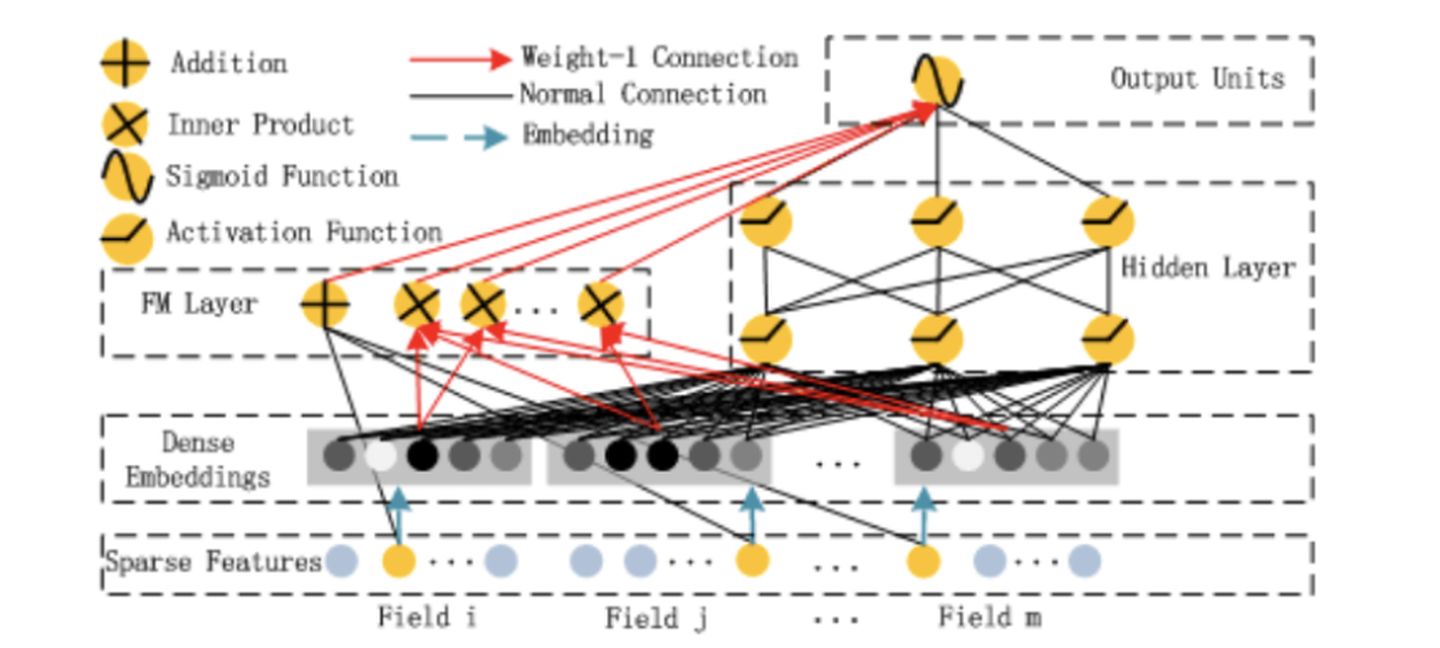 Addition
Weight-1 Connection
Output Units
Normal Connection
Inner Product
Embedding
Sigmoid Function
Activation Function
Hidden Layer
FM Layer
...
Dense
Embeddings
...
Sparse Features
...
...
...
...
Field i
Field j
...
Field m